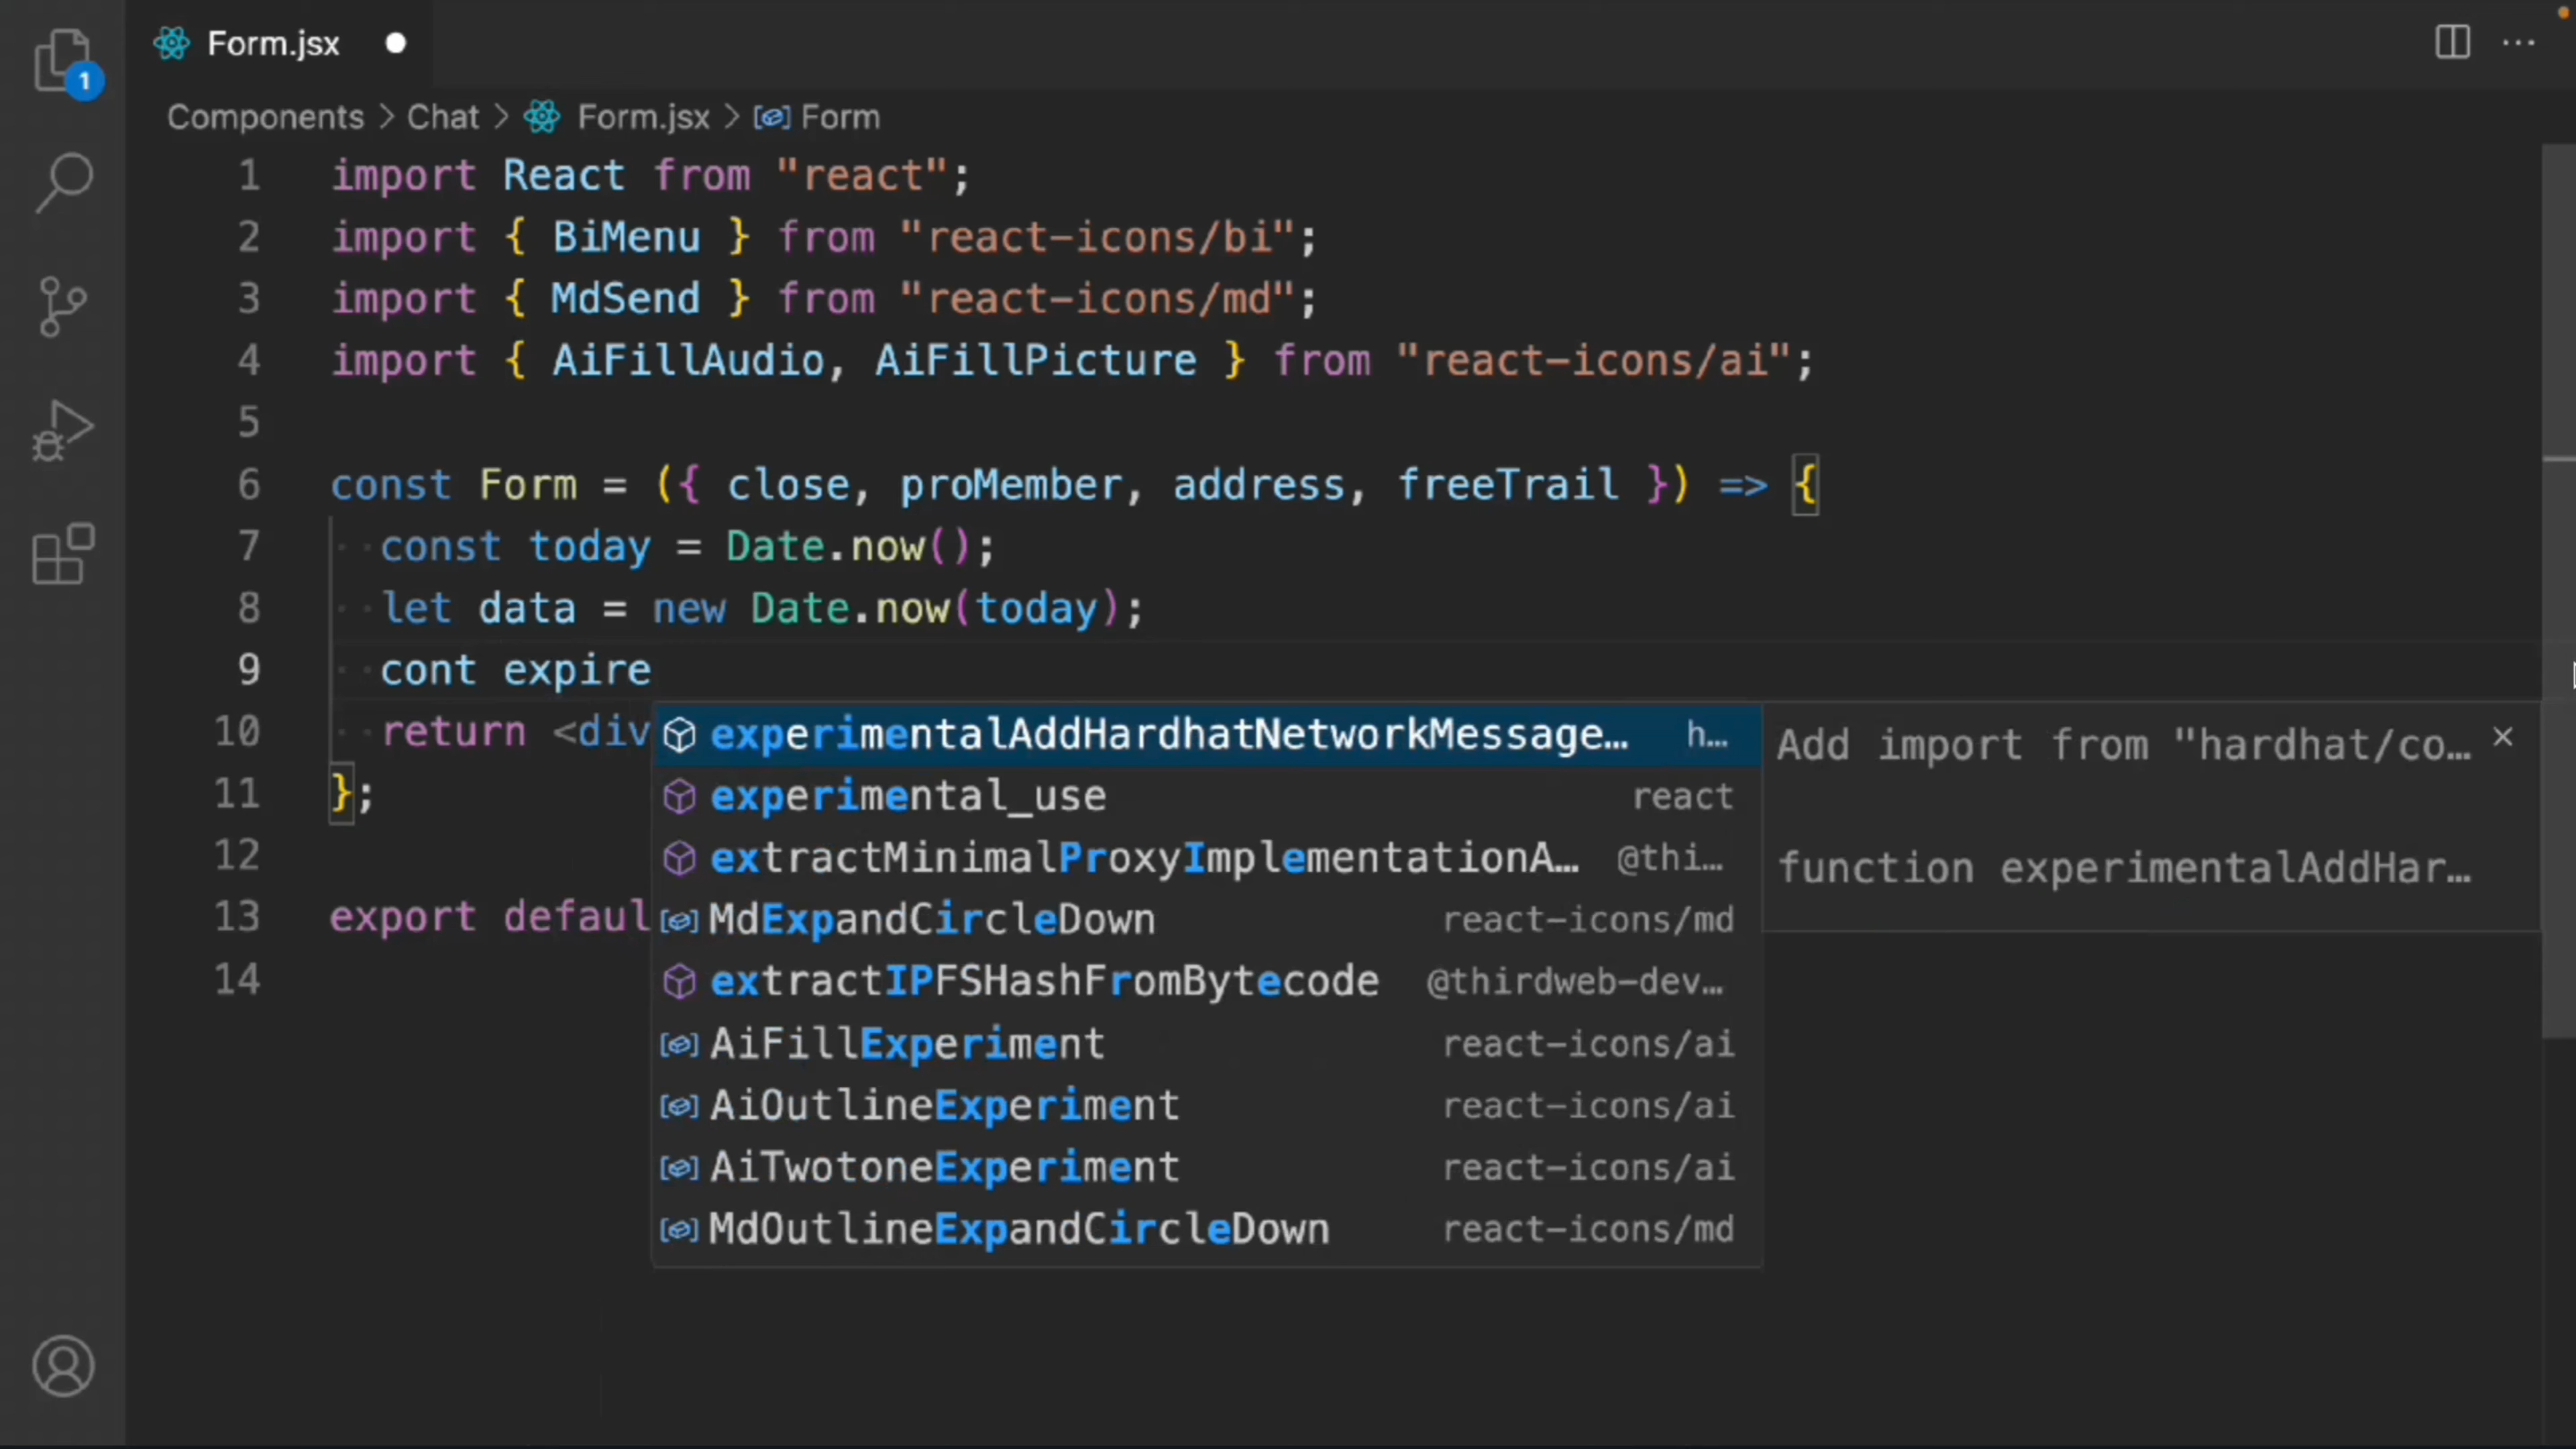 Form.jsx
1
Components > Chat > Form.jsx > Form
1 import React from "react";
2 import { BiMenu } from "react-icons/bi";
3 import { MdSend } from "react-icons/md";
4 import { AiFillAudio, AiFillPicture } from "react-icons/ai";
5
6 const Form = ({ close, proMember, address, freeTrail }) => {
7 const today = Date.now();
8 let data = new Date.now(today);
9 cont expire
10 return <div
11 };
12
13 export defaul
14
experimentalAddHardhatNetworkMessage… h…
experimental_use react
extractMinimalProxyImplementationA… @thi…
MdExpandCircleDown react-icons/md
extractIPFSHashFromBytecode @thirdweb-dev…
AiFillExperiment react-icons/ai
AiOutlineExperiment react-icons/ai
AiTwotoneExperiment react-icons/ai
MdOutlineExpandCircleDown react-icons/md
Add import from "hardhat/co…
function experimentalAddHar…